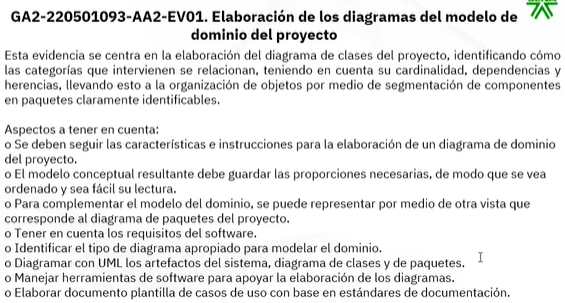 GA2-220501093-AA2-EV01. Elaboración de los diagramas del modelo de
dominio del proyecto
Esta evidencia se centra en la elaboración del diagrama de clases del proyecto, identificando cómo
las categorías que intervienen se relacionan, teniendo en cuenta su cardinalidad, dependencias y
herencias, llevando esto a la organización de objetos por medio de segmentación de componentes
en paquetes claramente identificables.
Aspectos a tener en cuenta:
o Se deben seguir las características e instrucciones para la elaboración de un diagrama de dominio
del proyecto.
o El modelo conceptual resultante debe guardar las proporciones necesarias, de modo que se vea
ordenado y sea fácil su lectura.
o Para complementar el modelo del dominio, se puede representar por medio de otra vista que
corresponde al diagrama de paquetes del proyecto.
o Tener en cuenta los requisitos del software.
o Identificar el tipo de diagrama apropiado para modelar el dominio.
o Diagramar con UML los artefactos del sistema, diagrama de clases y de paquetes.
o Manejar herramientas de software para apoyar la elaboración de los diagramas.
o Elaborar documento plantilla de casos de uso con base en estándares de documentación.